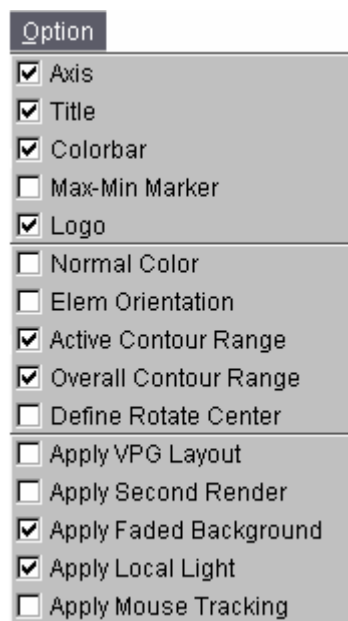 Option
Axis
Title
Colorbar
Max-Min Marker
Logo
Normal Color
Elem Orientation
Active Contour Range
Overall Contour Range
Define Rotate Center
Apply VPG Layout
Apply Second Render
Apply Faded Background
Apply Local Light
Apply Mouse Tracking